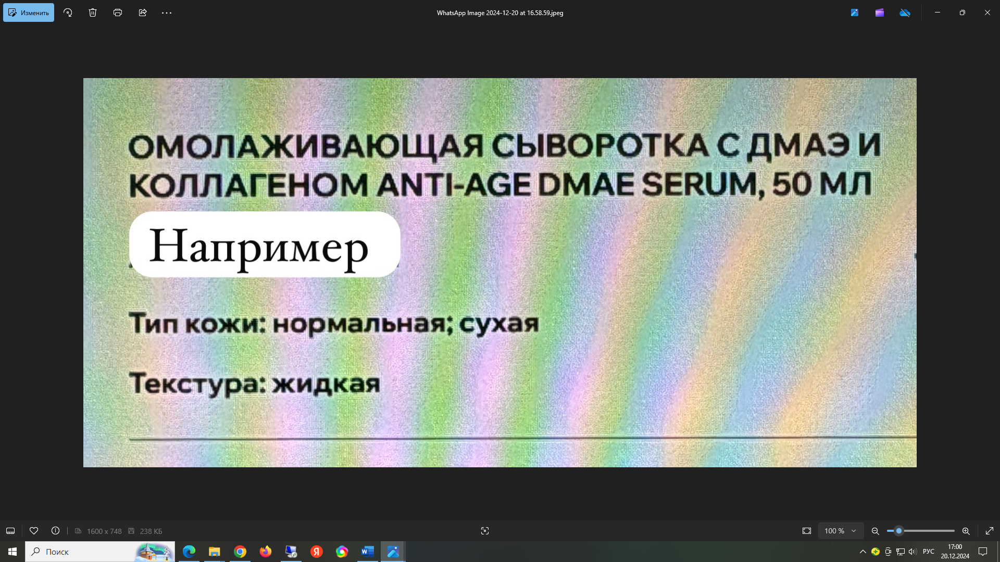 Изменить
WhatsApp Image 2024-12-20 at 16.58.59.jpeg
ОМОЛАЖИВАЮЩАЯ СЫВОРОТКА С ДМАЭ И
КОЛЛАГЕНОМ ANTI-AGE DMAE SERUM, 50 МЛ
Например
Тип кожи: нормальная; сухая
Текстура: жидкая
1600 x 748 238 КБ
100 %
Поиск
РУС
17:00
20.12.2024